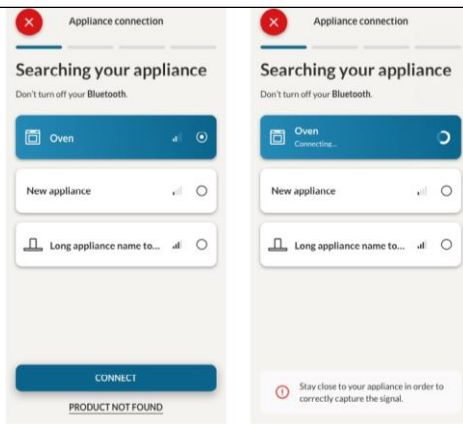 Appliance connection
Searching your appliance
Don't turn off your Bluetooth.
Oven
New appliance
Long appliance name to...
CONNECT
PRODUCT NOT FOUND
Appliance connection
Searching your appliance
Don't turn off your Bluetooth.
Oven
Connecting...
New appliance
Long appliance name to...
Stay close to your appliance in order to
correctly capture the signal.